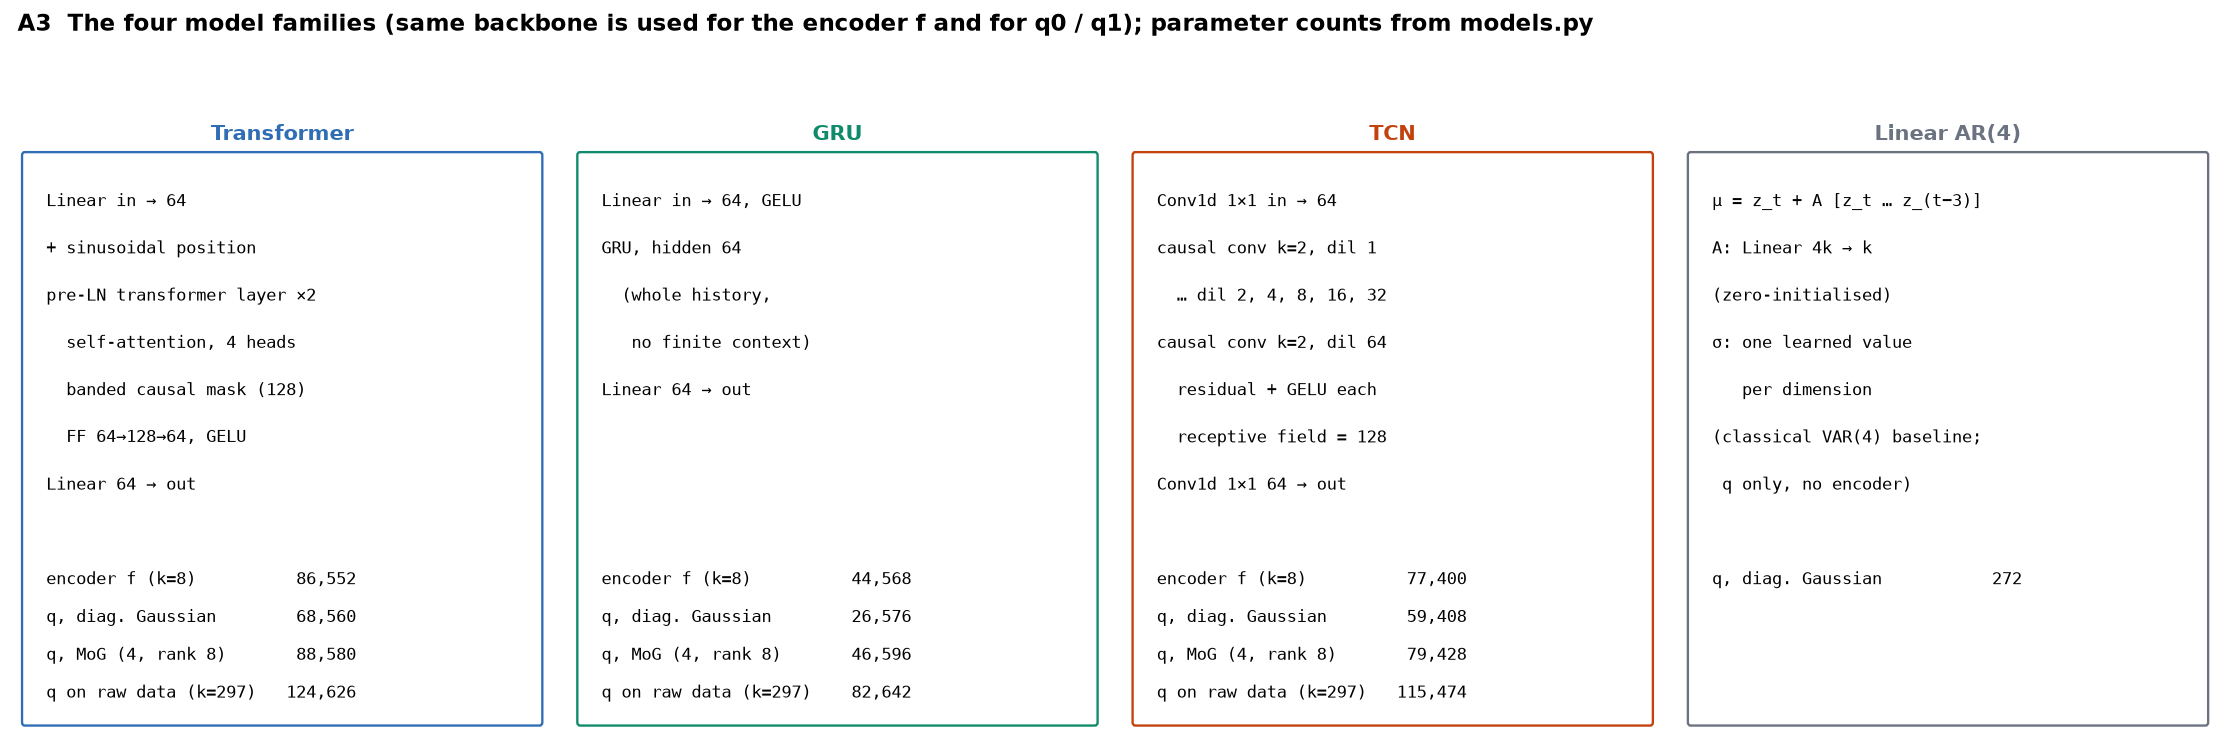 A3  The four model families (same backbone is used for the encoder f and for q0 / q1); parameter counts from models.py
Transformer
Linear in → 64
+ sinusoidal position
pre-LN transformer layer ×2
self-attention, 4 heads
banded causal mask (128)
FF 64→128→64, GELU
Linear 64 → out
encoder f (k=8) 86,552
q, diag. Gaussian 68,560
q, MoG (4, rank 8) 88,580
q on raw data (k=297) 124,626
GRU
Linear in → 64, GELU
GRU, hidden 64
(whole history,
no finite context)
Linear 64 → out
encoder f (k=8) 44,568
q, diag. Gaussian 26,576
q, MoG (4, rank 8) 46,596
q on raw data (k=297) 82,642
TCN
Conv1d 1×1 in → 64
causal conv k=2, dil 1
… dil 2, 4, 8, 16, 32
causal conv k=2, dil 64
residual + GELU each
receptive field = 128
Conv1d 1×1 64 → out
encoder f (k=8) 77,400
q, diag. Gaussian 59,408
q, MoG (4, rank 8) 79,428
q on raw data (k=297) 115,474
Linear AR(4)
μ = z_t + A [z_t … z_(t−3)]
A: Linear 4k → k
(zero-initialised)
σ: one learned value
per dimension
(classical VAR(4) baseline;
q only, no encoder)
q, diag. Gaussian 272